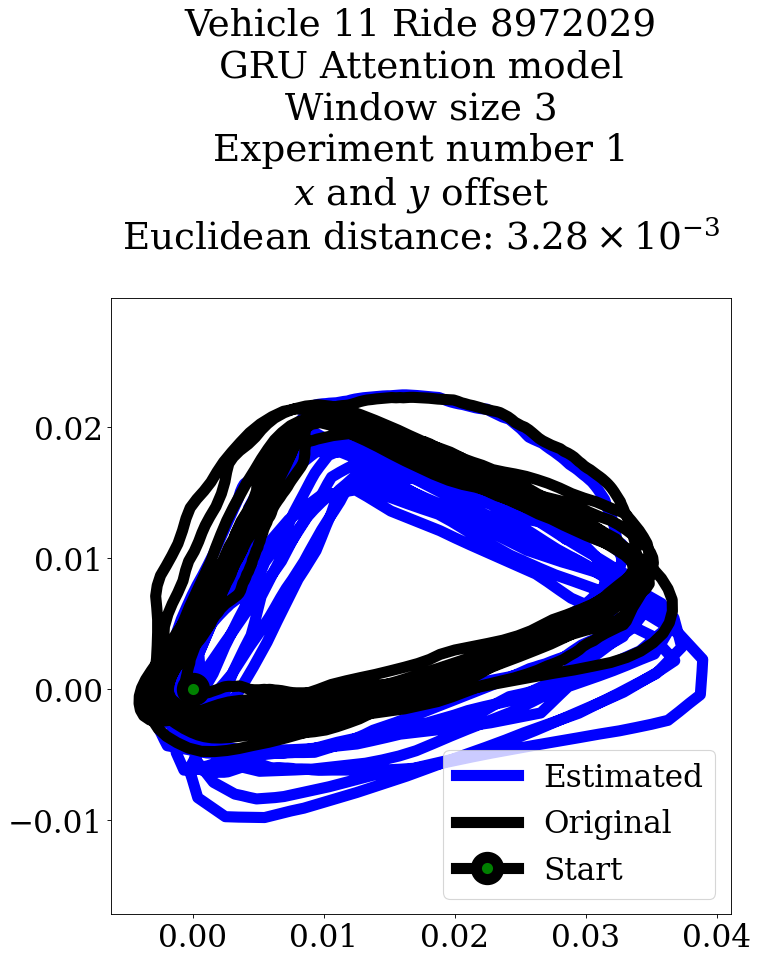 Vehicle 11 Ride 8972029
GRU Attention model
Window size 3
Experiment number 1
x and y offset
Euclidean distance: 3.28 × 10⁻³
0.02
0.01
0.00
−0.01
Estimated
Original
Start
0.00 0.01 0.02 0.03 0.04